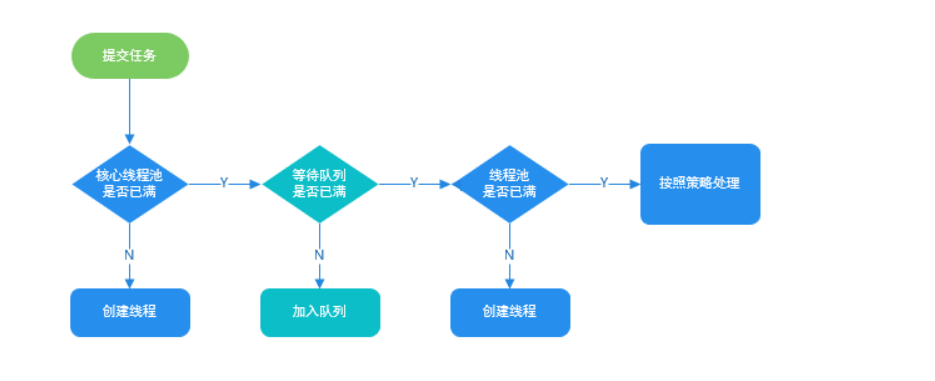 提交任务
核心线程池
是否已满
Y
等待队列
是否已满
Y
线程池
是否已满
Y
按照策略处理
N
N
N
创建线程
加入队列
创建线程